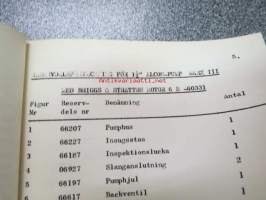 5.
MED BRIGGS & STRATTON MOTOR 6 S -60331
Figur Reserv- Benämning antal
Nr dels nr
1 66207 Pumphus 1
2 66227 Insugsstos 1
3 66187 Inspektionslucka 1
4 06927 Slanganslutning 2
5 66197 Pumphjul 1
6 66617 Backventil 1